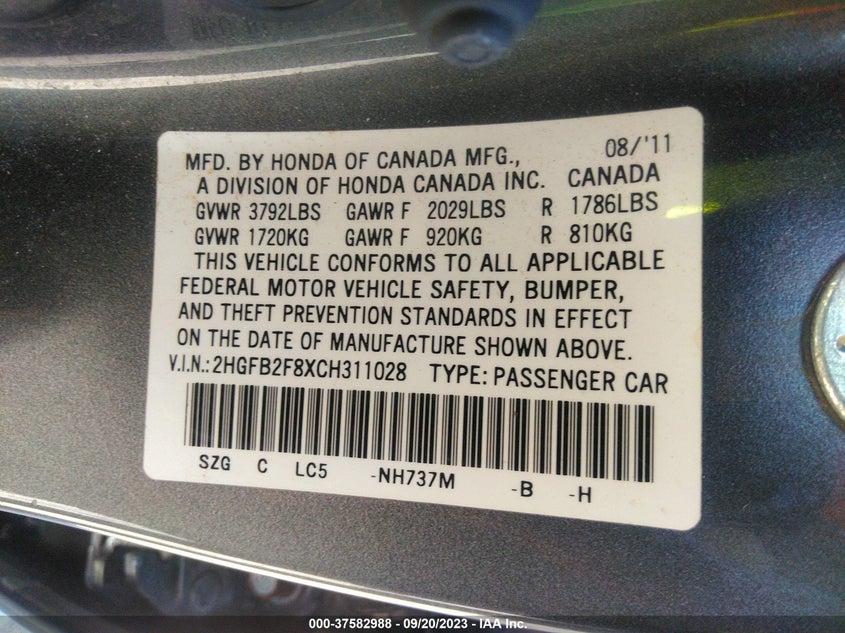 MFD. BY HONDA OF CANADA MFG., 08/'11
A DIVISION OF HONDA CANADA INC. CANADA
GVWR 3792LBS GAWR F 2029LBS R 1786LBS
GVWR 1720KG GAWR F 920KG R 810KG
THIS VEHICLE CONFORMS TO ALL APPLICABLE
FEDERAL MOTOR VEHICLE SAFETY, BUMPER,
AND THEFT PREVENTION STANDARDS IN EFFECT
ON THE DATE OF MANUFACTURE SHOWN ABOVE.
V.I.N.: 2HGFB2F8XCH311028 TYPE: PASSENGER CAR
SZG C LC5 -NH737M -B -H
000-37582988 - 09/20/2023 - IAA Inc.